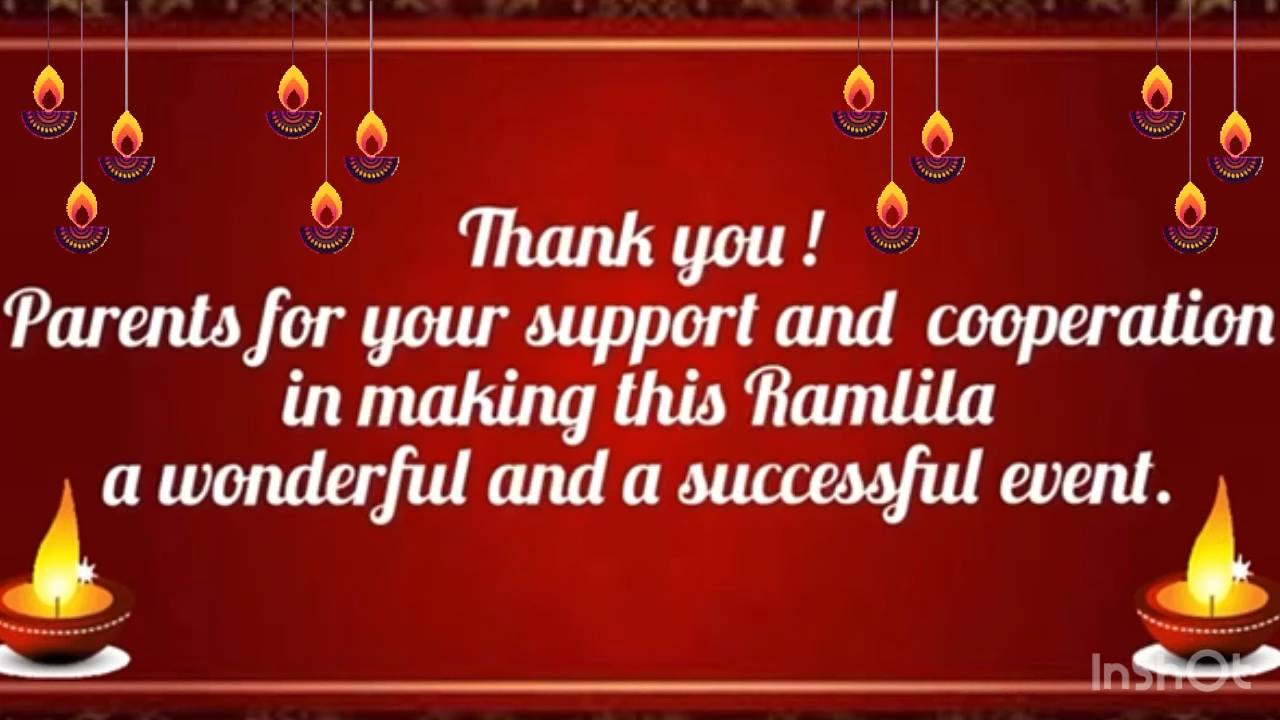 Thank you !
Parents for your support and cooperation
in making this Ramlila
a wonderful and a successful event.
InshOt